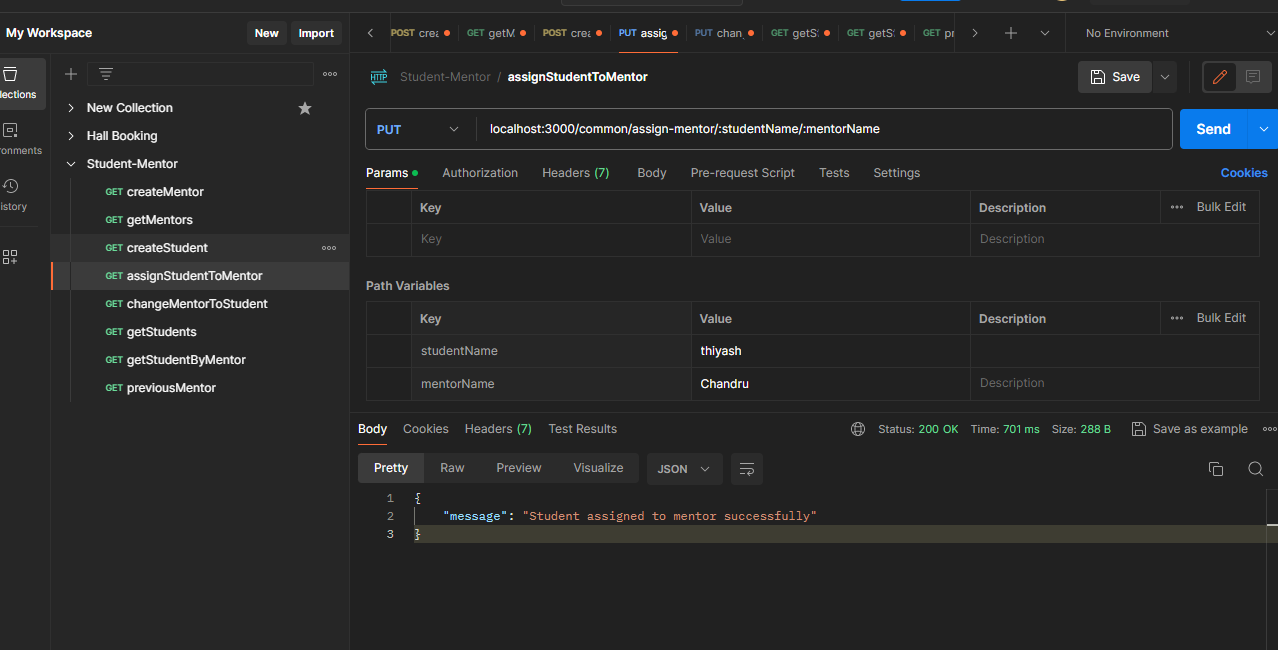 My Workspace
New
Import
POST crea
GET getM
POST crea
PUT assig
PUT chan
GET getS
GET getS
GET pr
No Environment
llections
ronments
istory
New Collection
Hall Booking
Student-Mentor
GET createMentor
GET getMentors
GET createStudent
GET assignStudentToMentor
GET changeMentorToStudent
GET getStudents
GET getStudentByMentor
GET previousMentor
HTTP
Student-Mentor / assignStudentToMentor
Save
PUT
localhost:3000/common/assign-mentor/:studentName/:mentorName
Send
Params
Authorization
Headers (7)
Body
Pre-request Script
Tests
Settings
Cookies
Key
Value
Description
Bulk Edit
Key
Value
Description
Path Variables
Key
Value
Description
Bulk Edit
studentName
thiyash
mentorName
Chandru
Description
Body
Cookies
Headers (7)
Test Results
Status: 200 OK
Time: 701 ms
Size: 288 B
Save as example
Pretty
Raw
Preview
Visualize
JSON
1 {
2 "message": "Student assigned to mentor successfully"
3 }